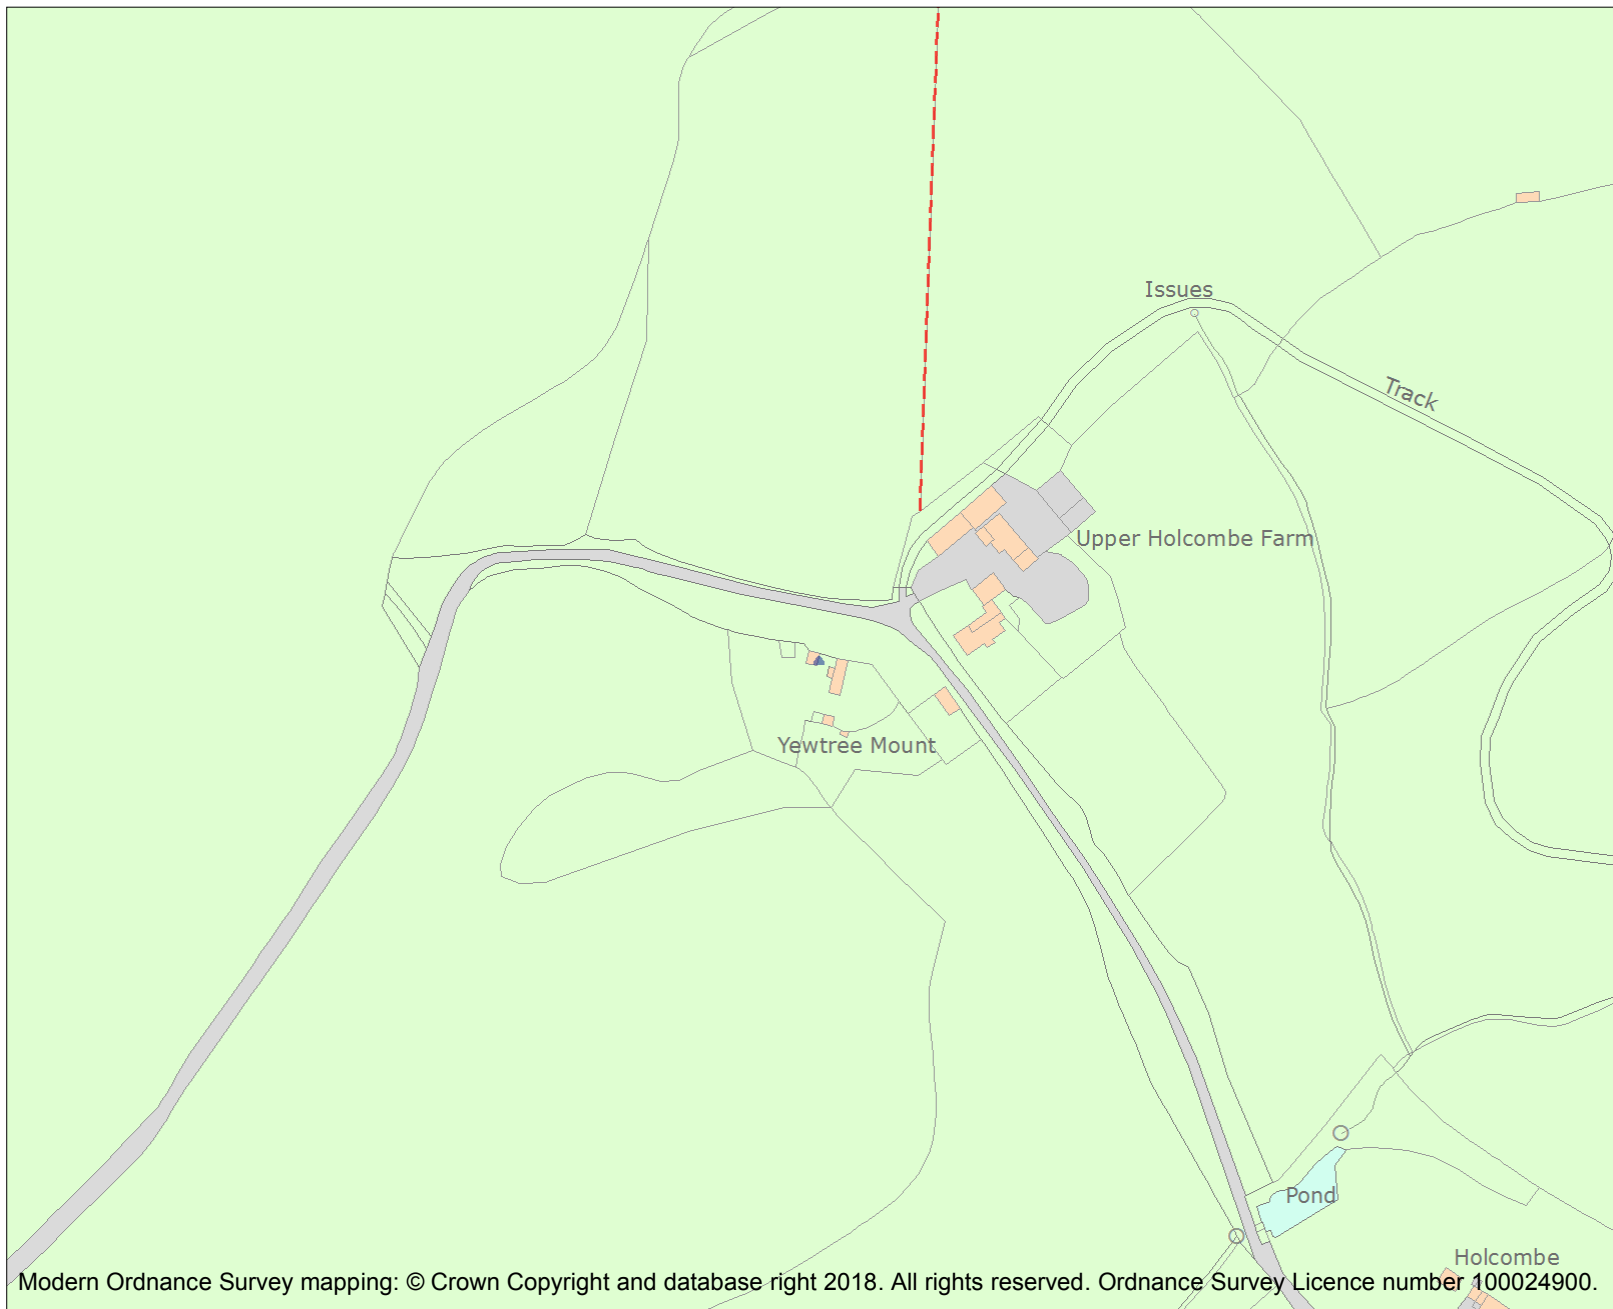 Issues
Track
Upper Holcombe Farm
Yewtree Mount
Pond
Holcombe
Modern Ordnance Survey mapping: © Crown Copyright and database right 2018. All rights reserved. Ordnance Survey Licence number 100024900.